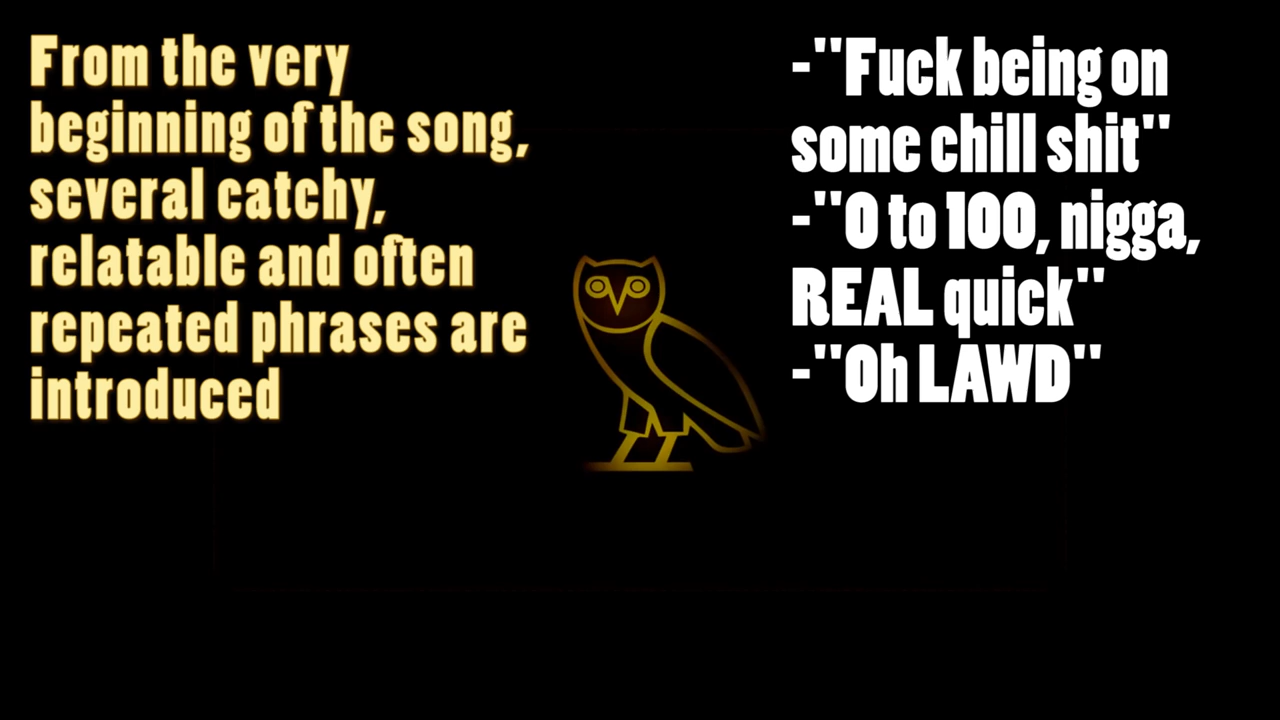 From the very
beginning of the song,
several catchy,
relatable and often
repeated phrases are
introduced
-"Fuck being on
some chill shit"
-"0 to 100, nigga,
REAL quick"
-"Oh LAWD"